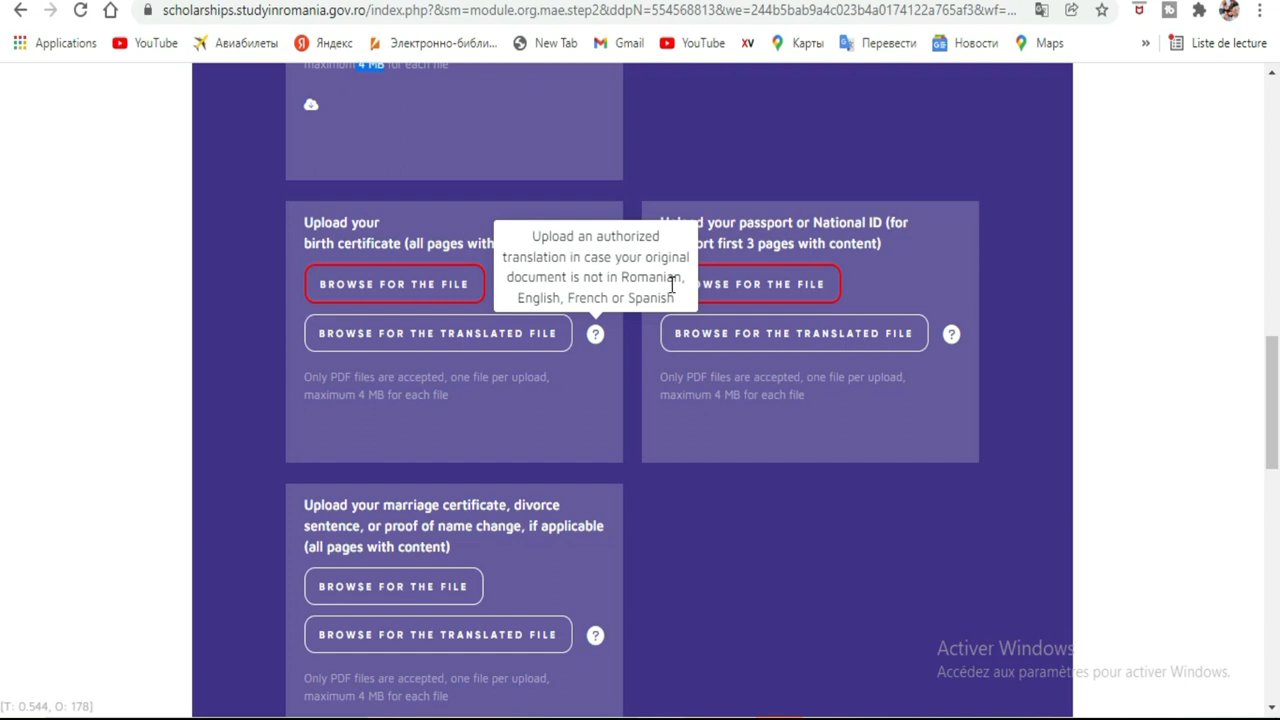 scholarships.studyinromania.gov.ro/index.php?&sm=module.org.mae.step2&ddpN=554568813&we=244b5bab9a4c023b4a0174122a765af3&wf=...
Applications YouTube Авиабилеты Яндекс Электронно-библи... New Tab Gmail YouTube XV Карты Перевести Новости Maps » Liste de lecture
maximum 4 MB for each file
Upload your
birth certificate (all pages with
Upload an authorized
translation in case your original
document is not in Romanian,
English, French or Spanish
BROWSE FOR THE FILE
BROWSE FOR THE TRANSLATED FILE ?
Only PDF files are accepted, one file per upload,
maximum 4 MB for each file
your passport or National ID (for
first 3 pages with content)
FOR THE FILE
BROWSE FOR THE TRANSLATED FILE ?
Only PDF files are accepted, one file per upload,
maximum 4 MB for each file
Upload your marriage certificate, divorce
sentence, or proof of name change, if applicable
(all pages with content)
BROWSE FOR THE FILE
BROWSE FOR THE TRANSLATED FILE ?
Only PDF files are accepted, one file per upload,
maximum 4 MB for each file
Activer Windows
Accédez aux paramètres pour activer Windows.
[T: 0.544, O: 178]